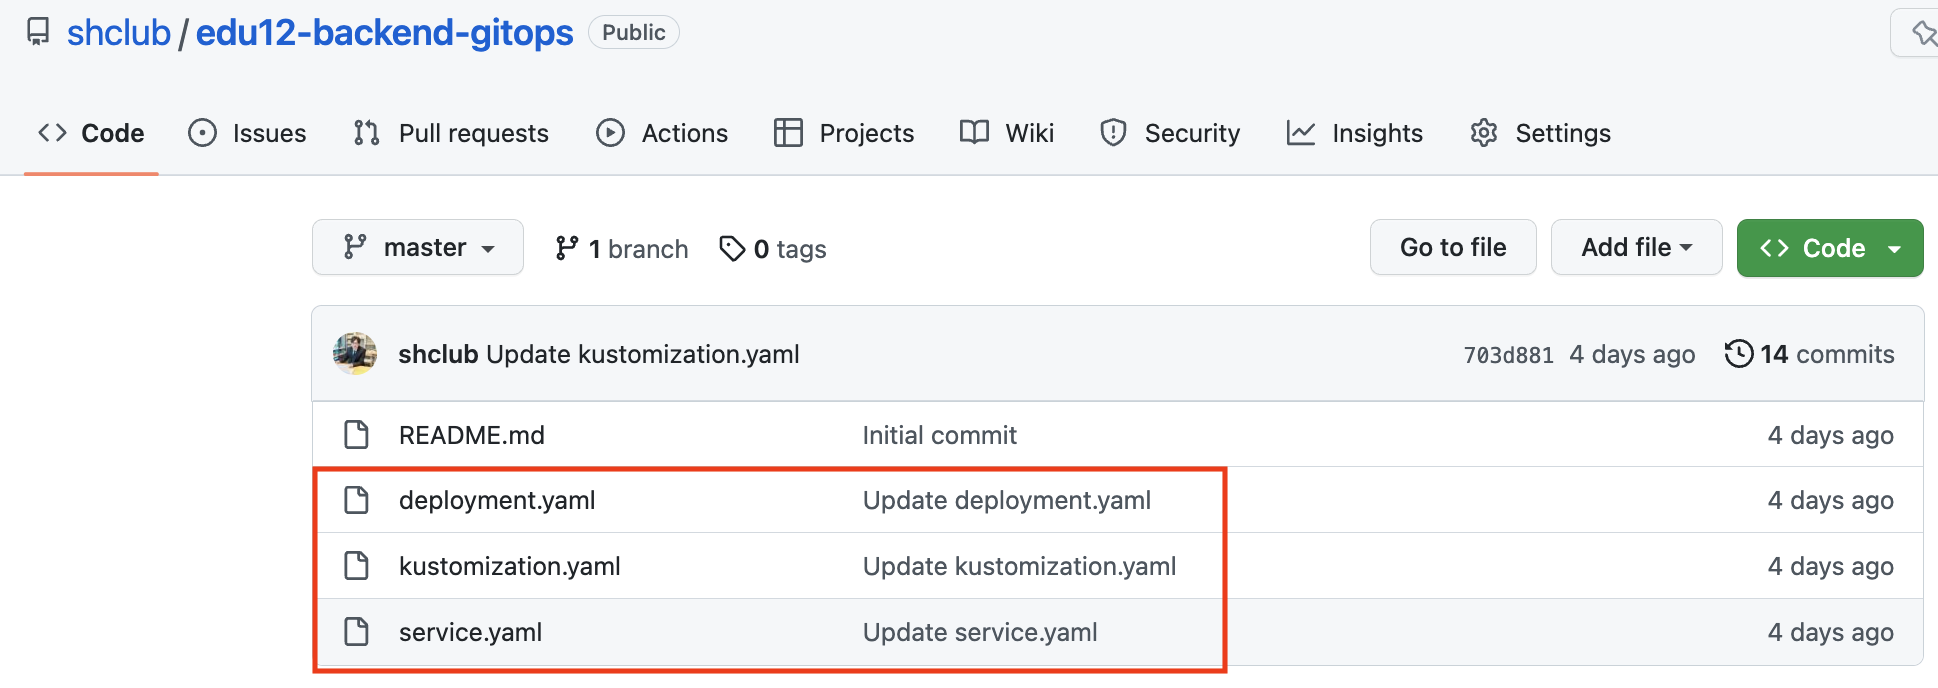 shclub / edu12-backend-gitops Public
Code Issues Pull requests Actions Projects Wiki Security Insights Settings
master 1 branch 0 tags Go to file Add file Code
shclub Update kustomization.yaml 703d881 4 days ago 14 commits
README.md Initial commit 4 days ago
deployment.yaml Update deployment.yaml 4 days ago
kustomization.yaml Update kustomization.yaml 4 days ago
service.yaml Update service.yaml 4 days ago